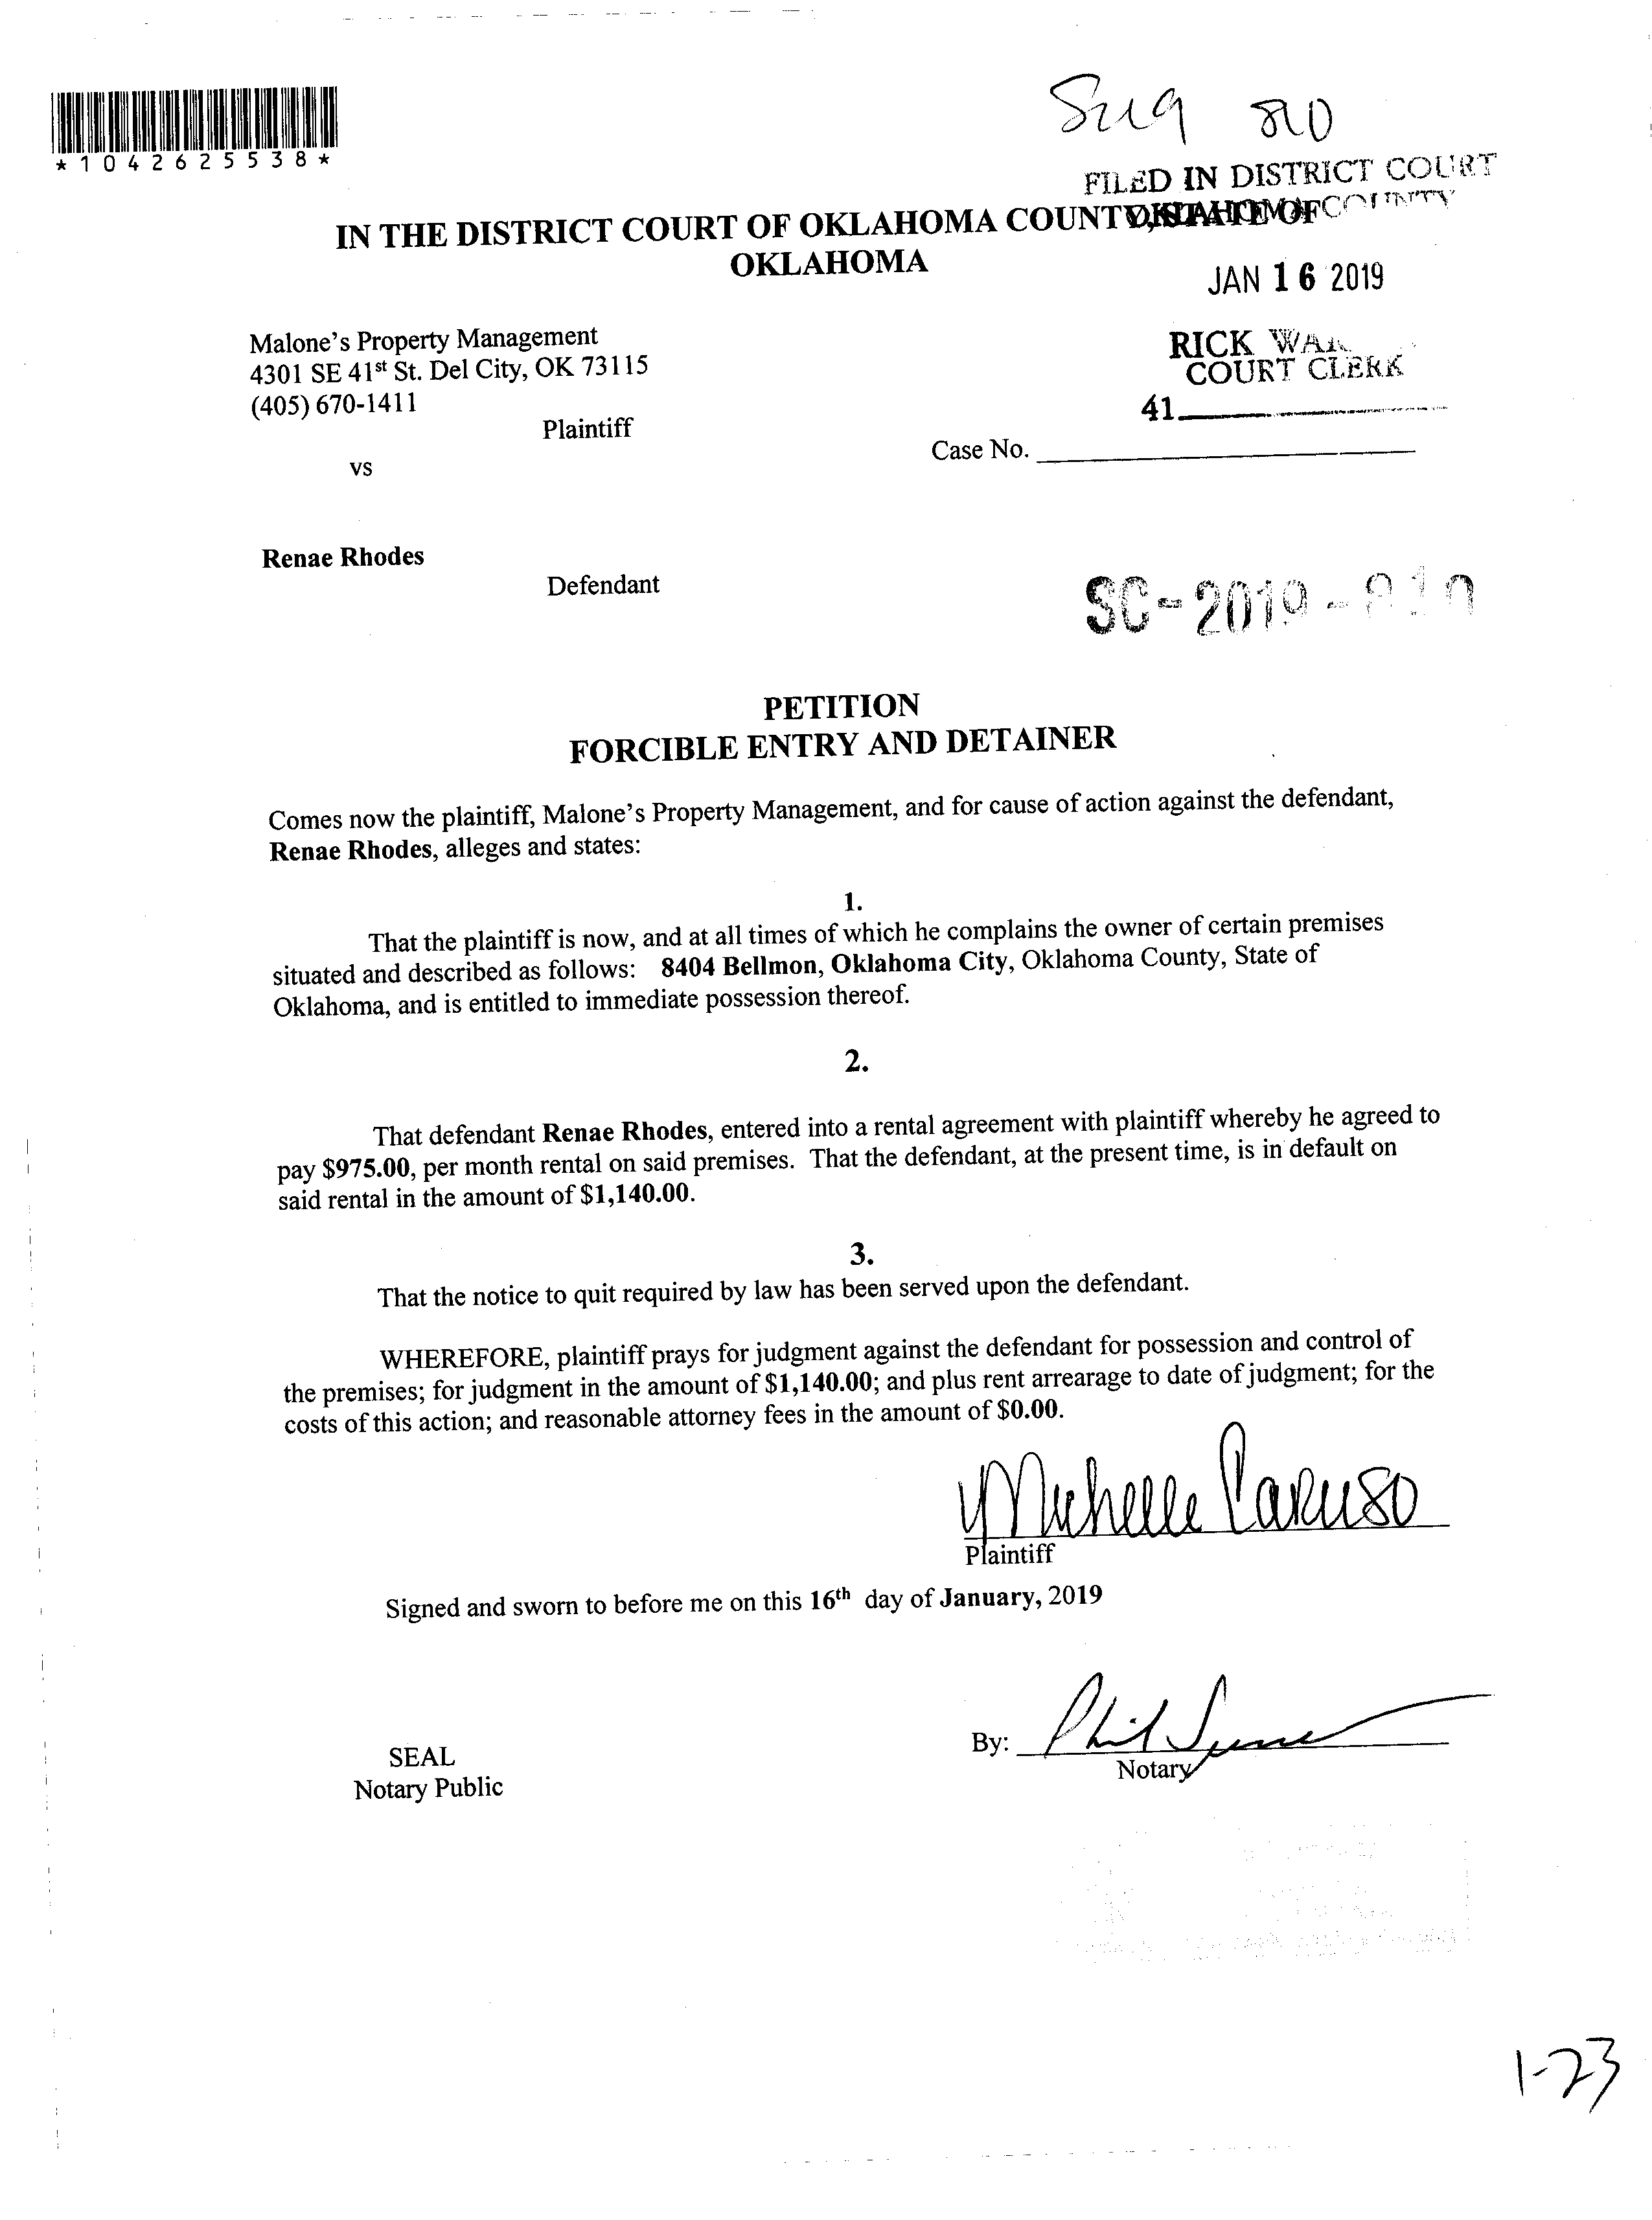 *1042625538*
FILED IN DISTRICT COURT
OKLAHOMA COUNTY
IN THE DISTRICT COURT OF OKLAHOMA COUNTY, STATE OF
OKLAHOMA
JAN 16 2019
Malone's Property Management
4301 SE 41st St. Del City, OK 73115
(405) 670-1411
RICK
COURT CLERK
41
Plaintiff
Case No.
vs
Renae Rhodes
Defendant
SC-2019-
PETITION
FORCIBLE ENTRY AND DETAINER
Comes now the plaintiff, Malone's Property Management, and for cause of action against the defendant,
Renae Rhodes, alleges and states:
1.
That the plaintiff is now, and at all times of which he complains the owner of certain premises
situated and described as follows: 8404 Bellmon, Oklahoma City, Oklahoma County, State of
Oklahoma, and is entitled to immediate possession thereof.
2.
That defendant Renae Rhodes, entered into a rental agreement with plaintiff whereby he agreed to
pay $975.00, per month rental on said premises. That the defendant, at the present time, is in default on
said rental in the amount of $1,140.00.
3.
That the notice to quit required by law has been served upon the defendant.
WHEREFORE, plaintiff prays for judgment against the defendant for possession and control of
the premises; for judgment in the amount of $1,140.00; and plus rent arrearage to date of judgment; for the
costs of this action; and reasonable attorney fees in the amount of $0.00.
Michelle Caruso
Plaintiff
Signed and sworn to before me on this 16th day of January, 2019
By: Phil
Notary
SEAL
Notary Public
1-23